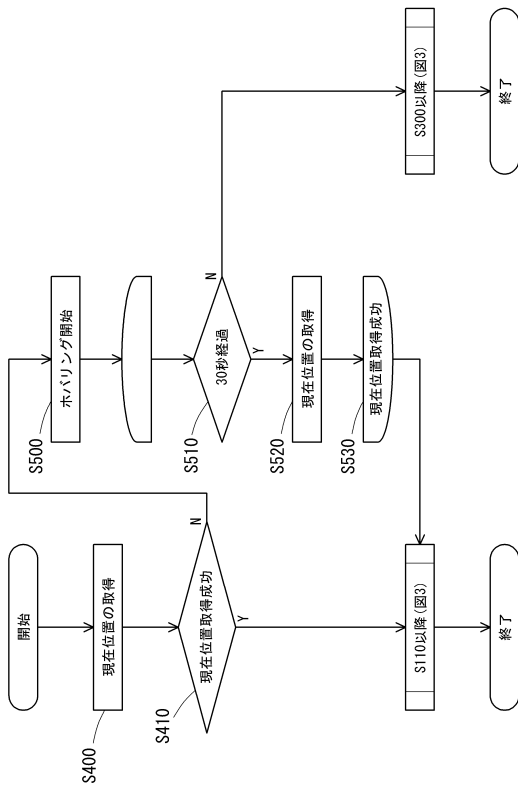 開始
S400
現在位置の取得
S410
現在位置取得成功
N
Y
S110以降(図3)
終了
S500
ホバリング開始
S510
30秒経過
N
Y
S520
現在位置の取得
S530
現在位置取得成功
S300以降(図3)
終了